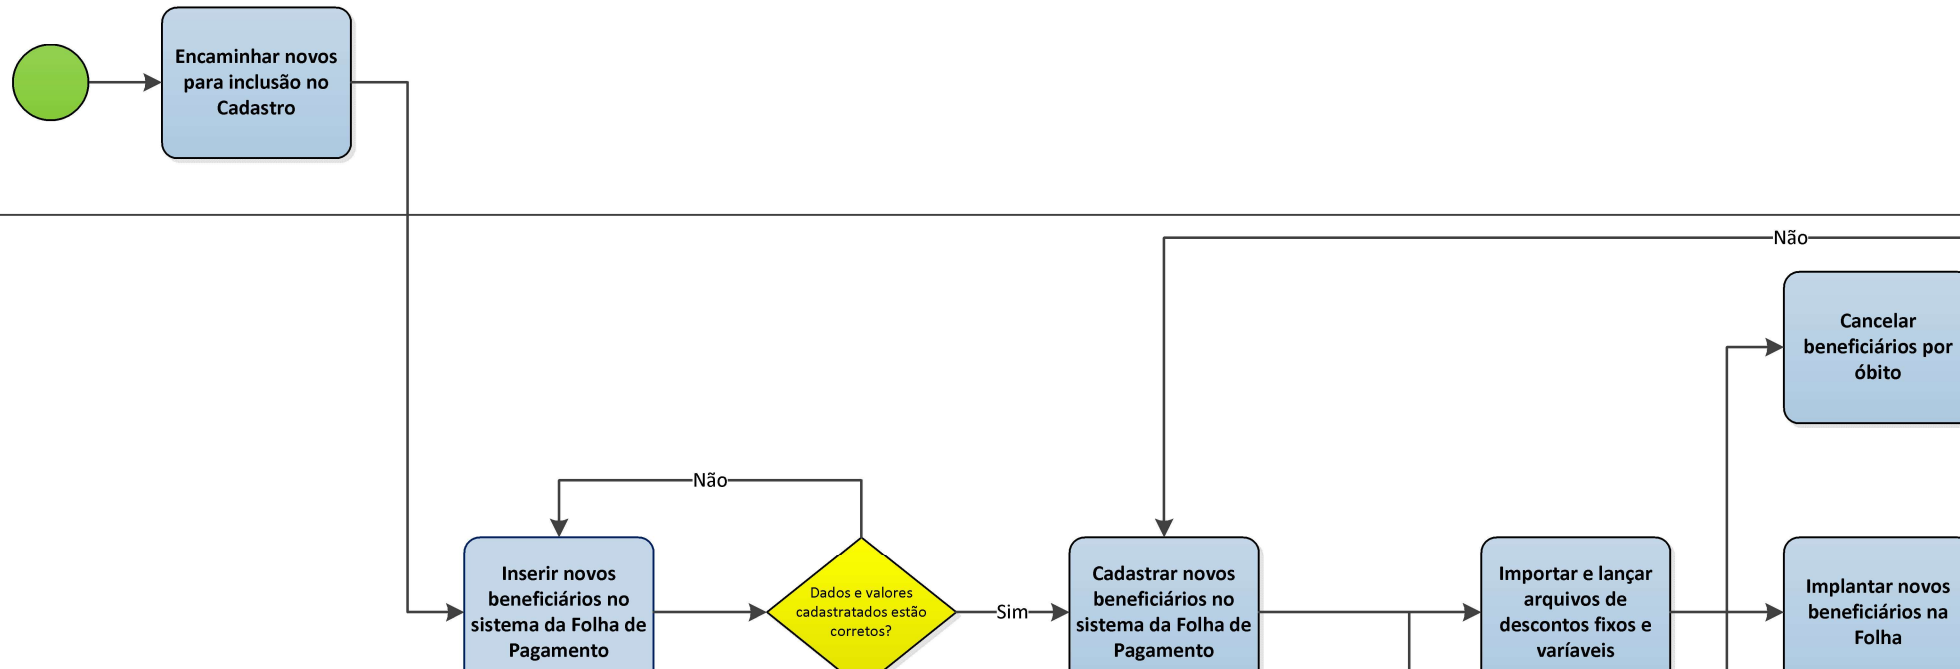 Encaminhar novos
para inclusão no
Cadastro
Não
Cancelar
beneficiários por
óbito
Não
Inserir novos
beneficiários no
sistema da Folha de
Pagamento
Dados e valores
cadastratados estão
corretos?
Sim
Cadastrar novos
beneficiários no
sistema da Folha de
Pagamento
Importar e lançar
arquivos de
descontos fixos e
varíaveis
Implantar novos
beneficiários na
Folha